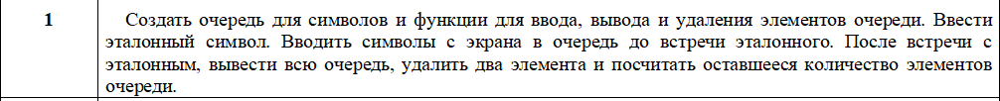 1
Создать очередь для символов и функции для ввода, вывода и удаления элементов очереди. Ввести
эталонный символ. Вводить символы с экрана в очередь до встречи эталонного. После встречи с
эталонным, вывести всю очередь, удалить два элемента и посчитать оставшееся количество элементов
очереди.